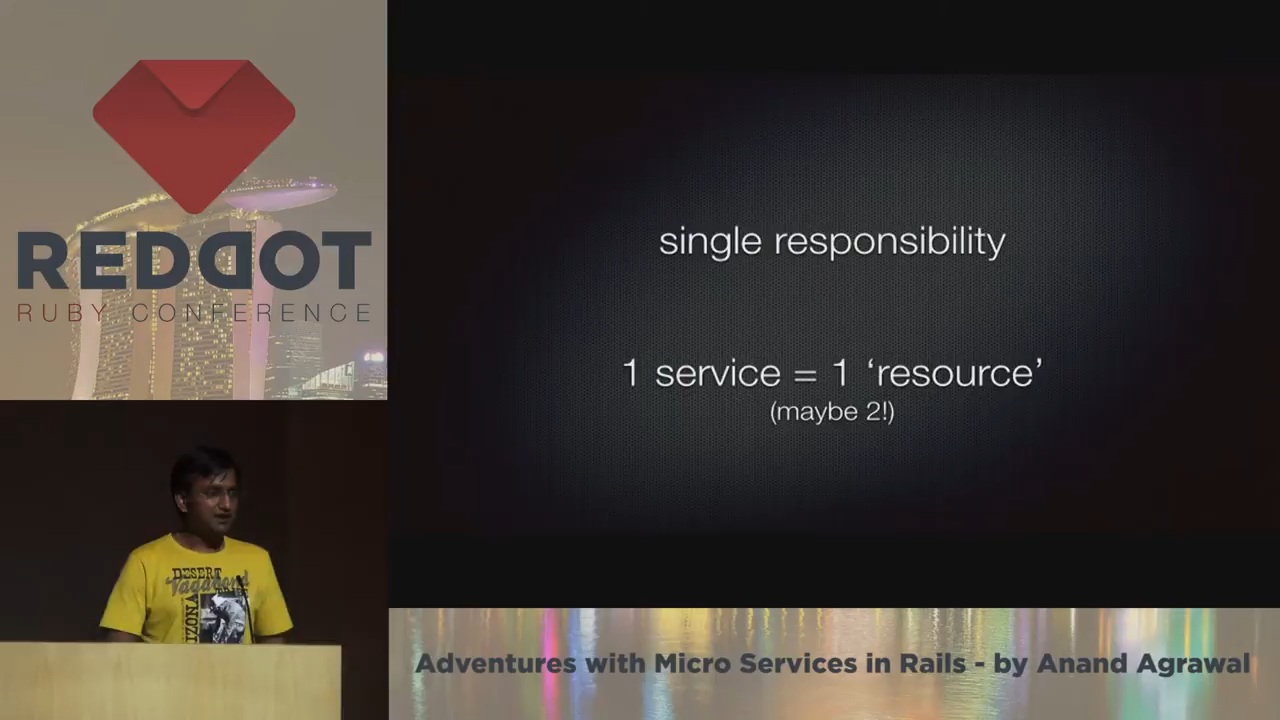 REDDOT
RUBY CONFERENCE
single responsibility
1 service = 1 ‘resource’
(maybe 2!)
DESERT
Vagabond
Adventures with Micro Services in Rails - by Anand Agrawal